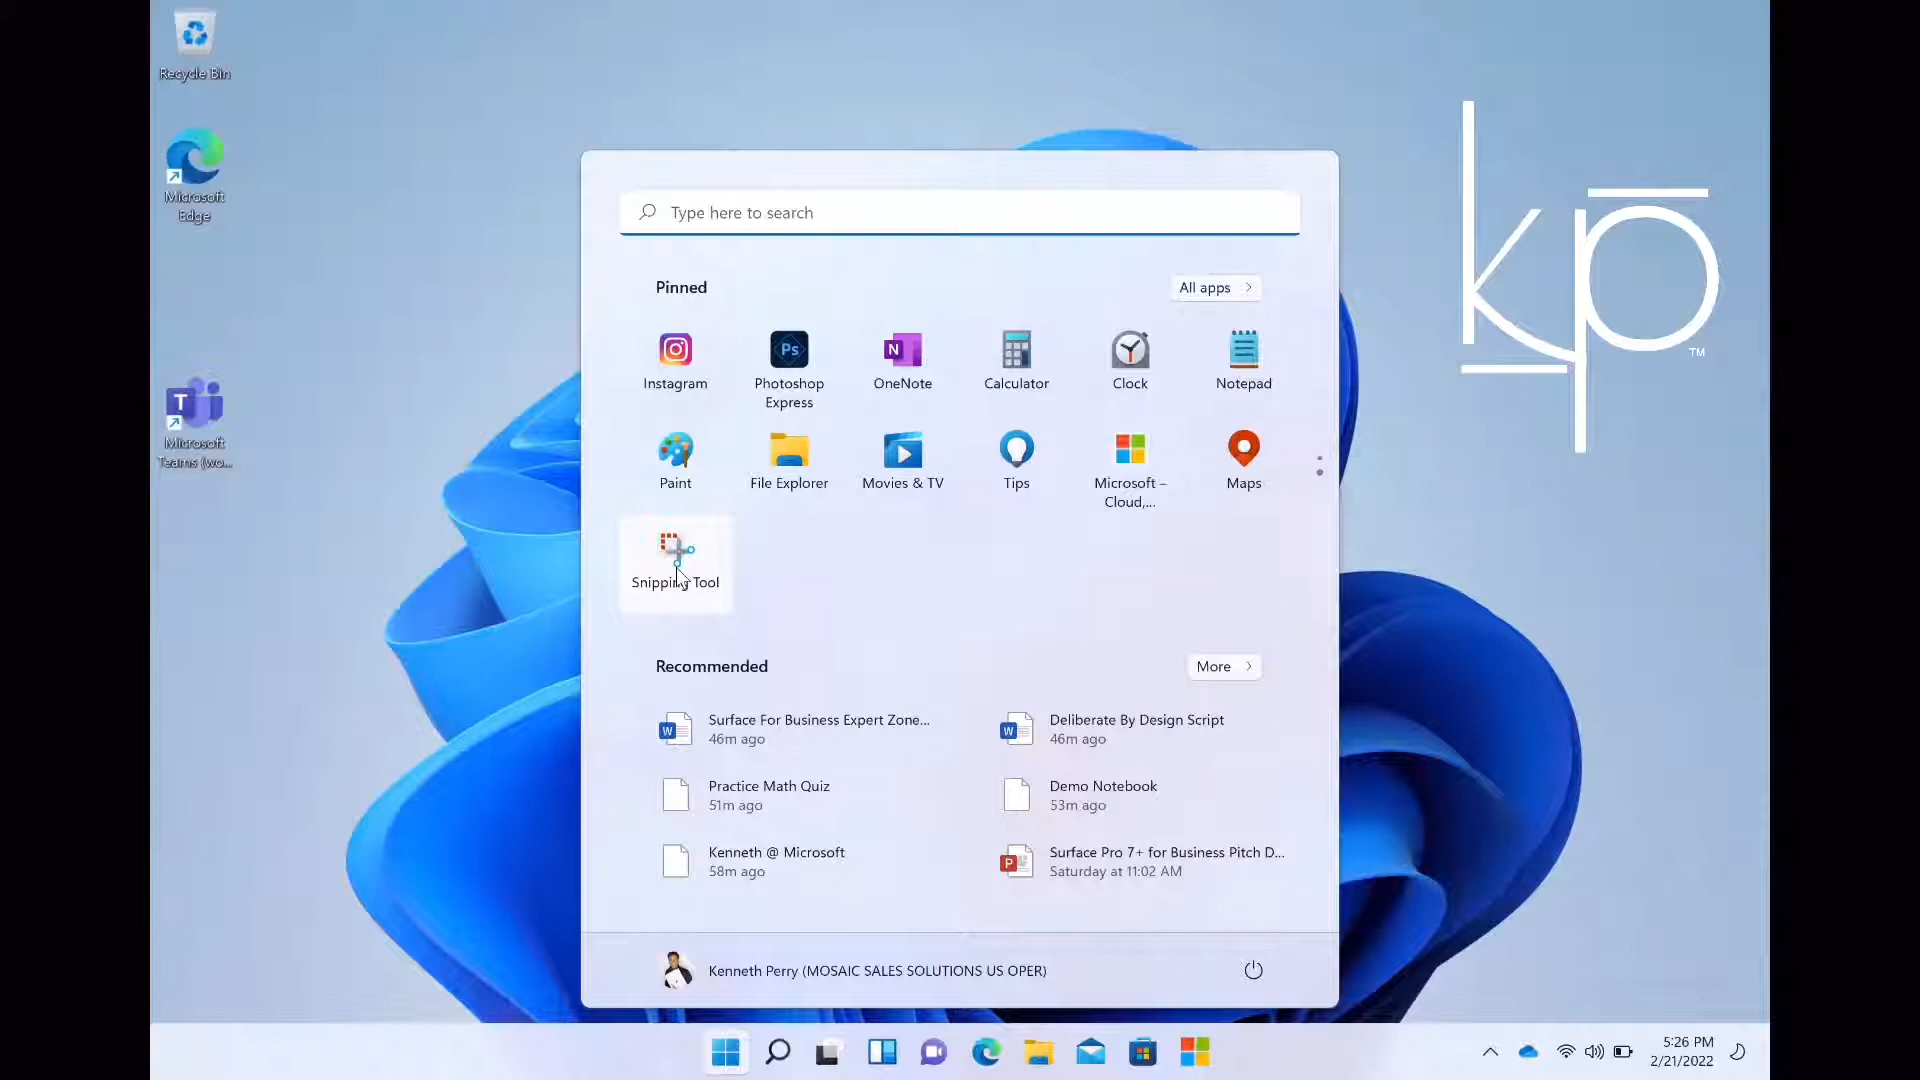 Recycle Bin
Microsoft
Edge
Microsoft
Teams (wo...
kp
TM
Type here to search
Pinned
All apps
Instagram
Photoshop
Express
OneNote
Calculator
Clock
Notepad
Paint
File Explorer
Movies & TV
Tips
Microsoft –
Cloud,...
Maps
Snipping Tool
Recommended
More
Surface For Business Expert Zone...
46m ago
Deliberate By Design Script
46m ago
Practice Math Quiz
51m ago
Demo Notebook
53m ago
Kenneth @ Microsoft
58m ago
Surface Pro 7+ for Business Pitch D...
Saturday at 11:02 AM
Kenneth Perry (MOSAIC SALES SOLUTIONS US OPER)
5:26 PM
2/21/2022